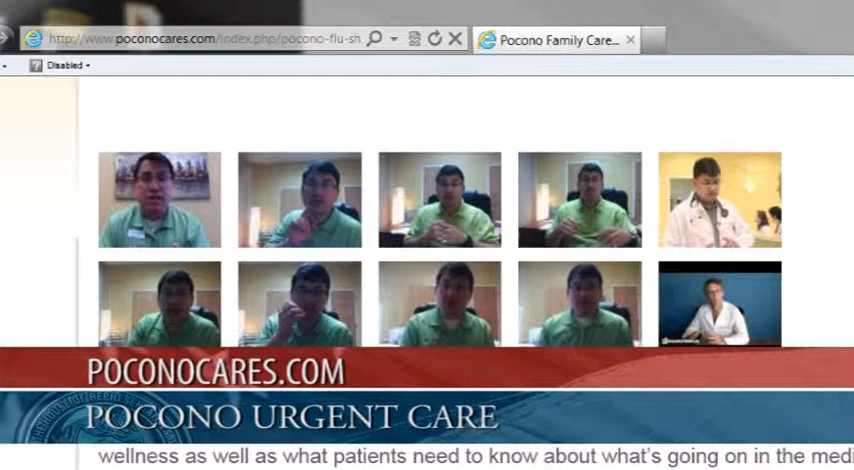 http://www.poconocares.com/index.php/pocono-flu-sh
Pocono Family Care...
Disabled
POCONOCARES.COM
POCONO URGENT CARE
wellness as well as what patients need to know about what's going on in the medi